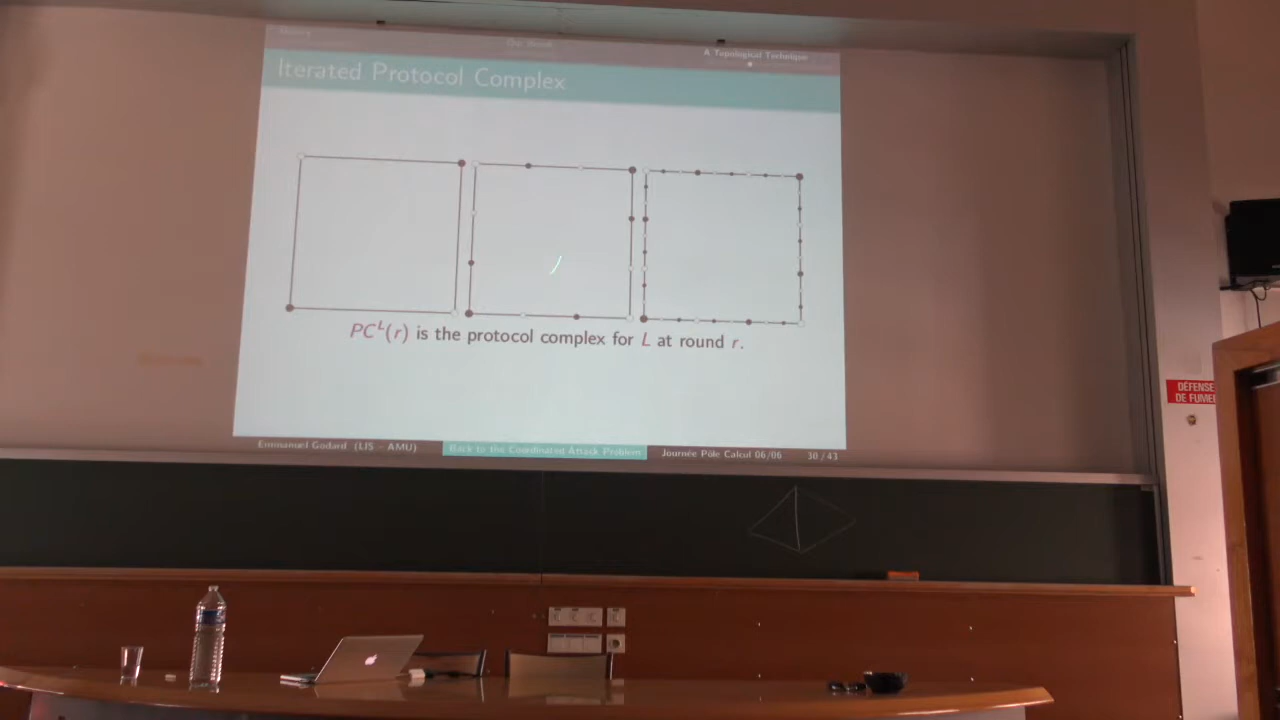 A Topological Technique
Iterated Protocol Complex
PC^L(r) is the protocol complex for L at round r.
Emmanuel Godard (LIS - AMU) Back to the Coordinated Attack Problem Journée Pôle Calcul 06/06 30 / 43
DÉFENSE
DE FUMER